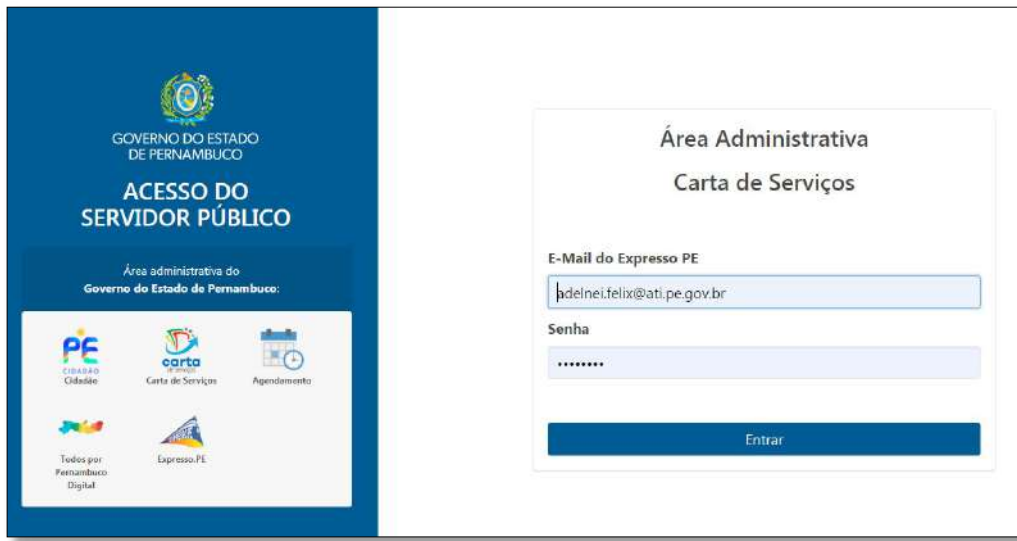 GOVERNO DO ESTADO
DE PERNAMBUCO
ACESSO DO
SERVIDOR PÚBLICO
Área administrativa do
Governo do Estado de Pernambuco:
PE
CIDADÃO
Cidadão
carta
de serviços
Carta de Serviços
Agendamento
Todos por
Pernambuco
Digital
Expresso.PE
Área Administrativa
Carta de Serviços
E-Mail do Expresso PE
adelnei.felix@ati.pe.gov.br
Senha
••••••••
Entrar